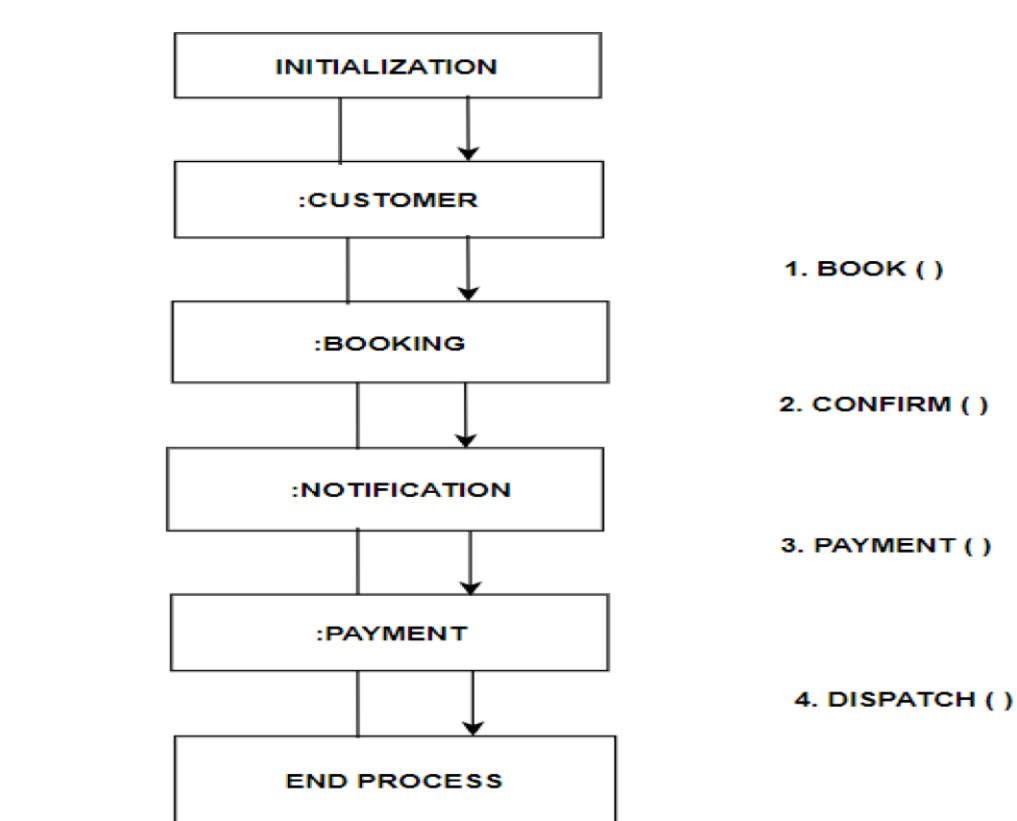 INITIALIZATION
:CUSTOMER
1. BOOK ( )
:BOOKING
2. CONFIRM ( )
:NOTIFICATION
3. PAYMENT ( )
:PAYMENT
4. DISPATCH ( )
END PROCESS